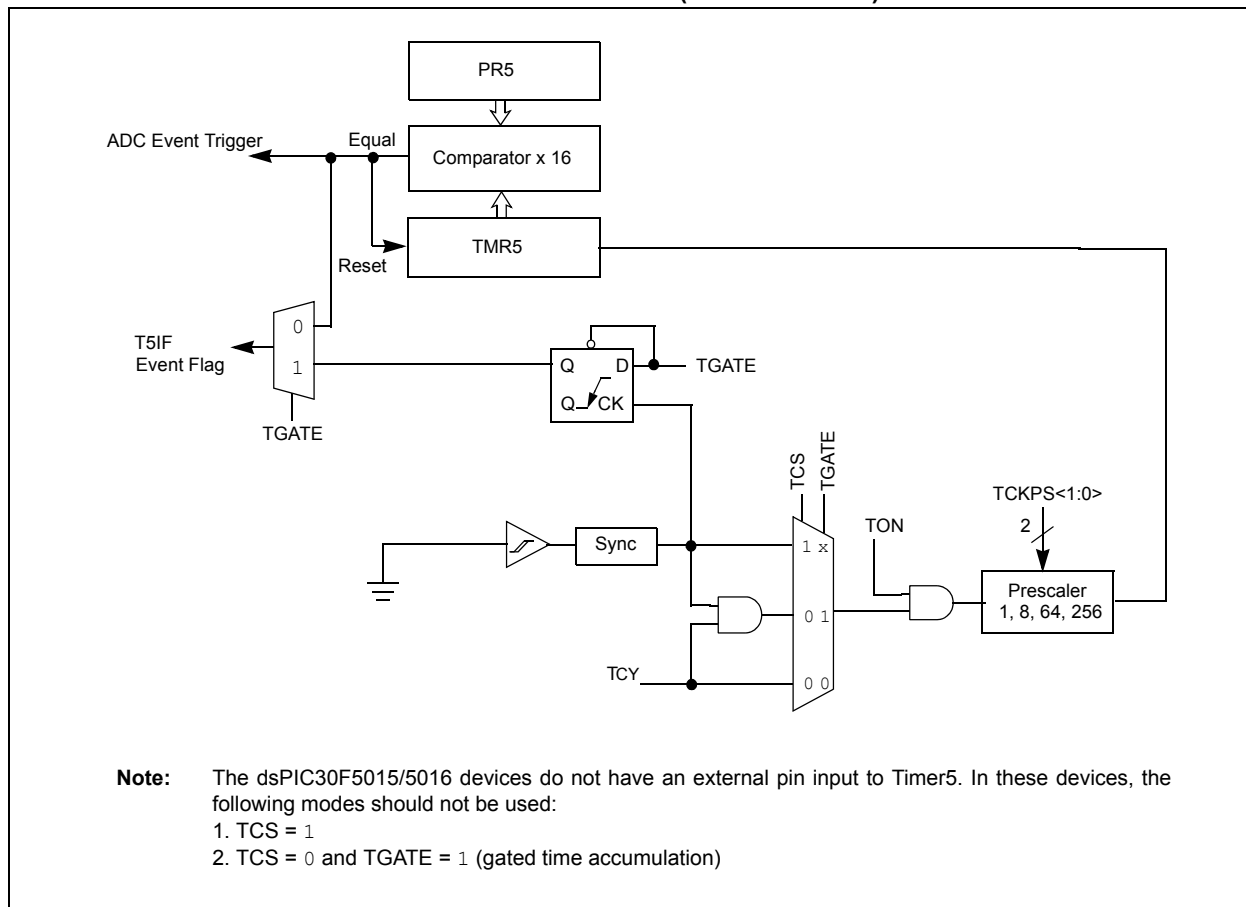 PR5
ADC Event Trigger
Equal
Comparator x 16
TMR5
Reset
0
T5IF
Event Flag
1
Q
D
TGATE
Q
CK
TGATE
TCS
TGATE
TCKPS<1:0>
2
TON
Sync
1 x
Prescaler
1, 8, 64, 256
0 1
TCY
0 0
Note: The dsPIC30F5015/5016 devices do not have an external pin input to Timer5. In these devices, the
following modes should not be used:
1. TCS = 1
2. TCS = 0 and TGATE = 1 (gated time accumulation)